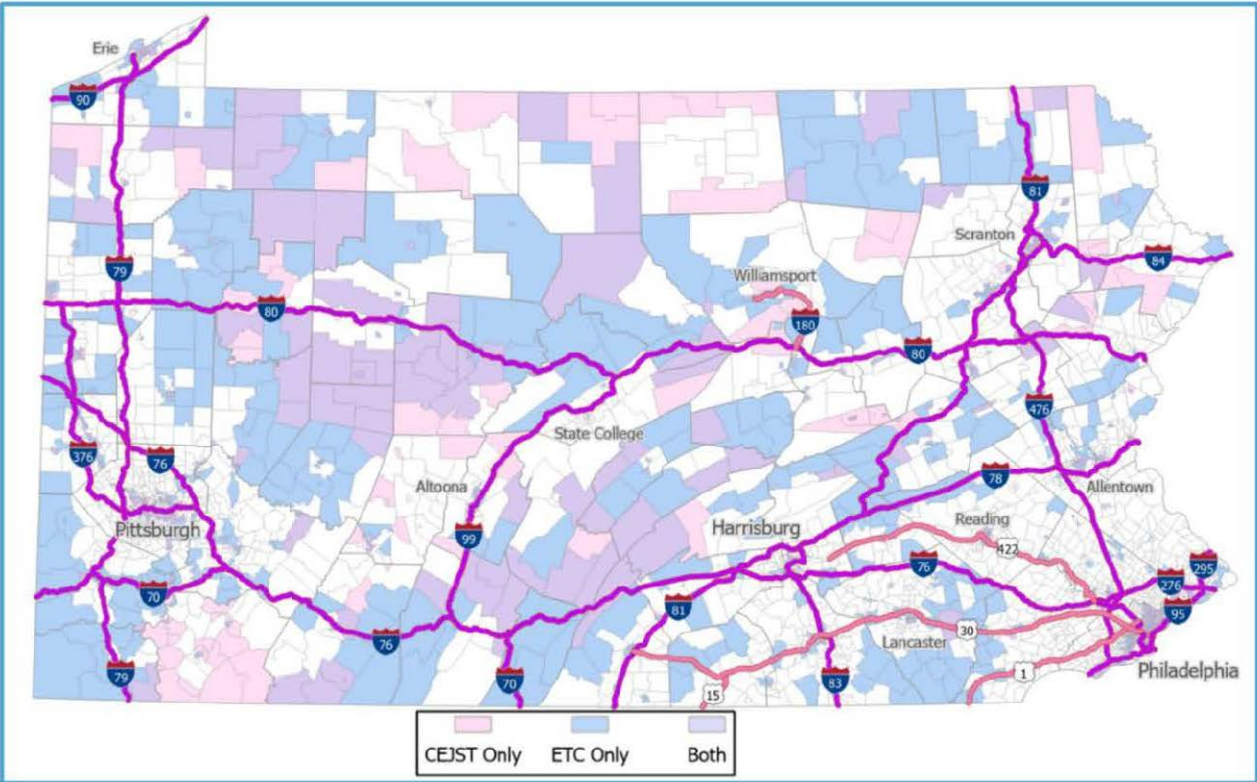 Erie
90
81
Scranton
84
79
Williamsport
80
180
80
476
State College
376
76
Altoona
78
Allentown
Pittsburgh
Harrisburg
Reading
422
99
76
295
276
70
81
95
Lancaster
30
76
Philadelphia
79
70
15
83
1
CEJST Only ETC Only Both